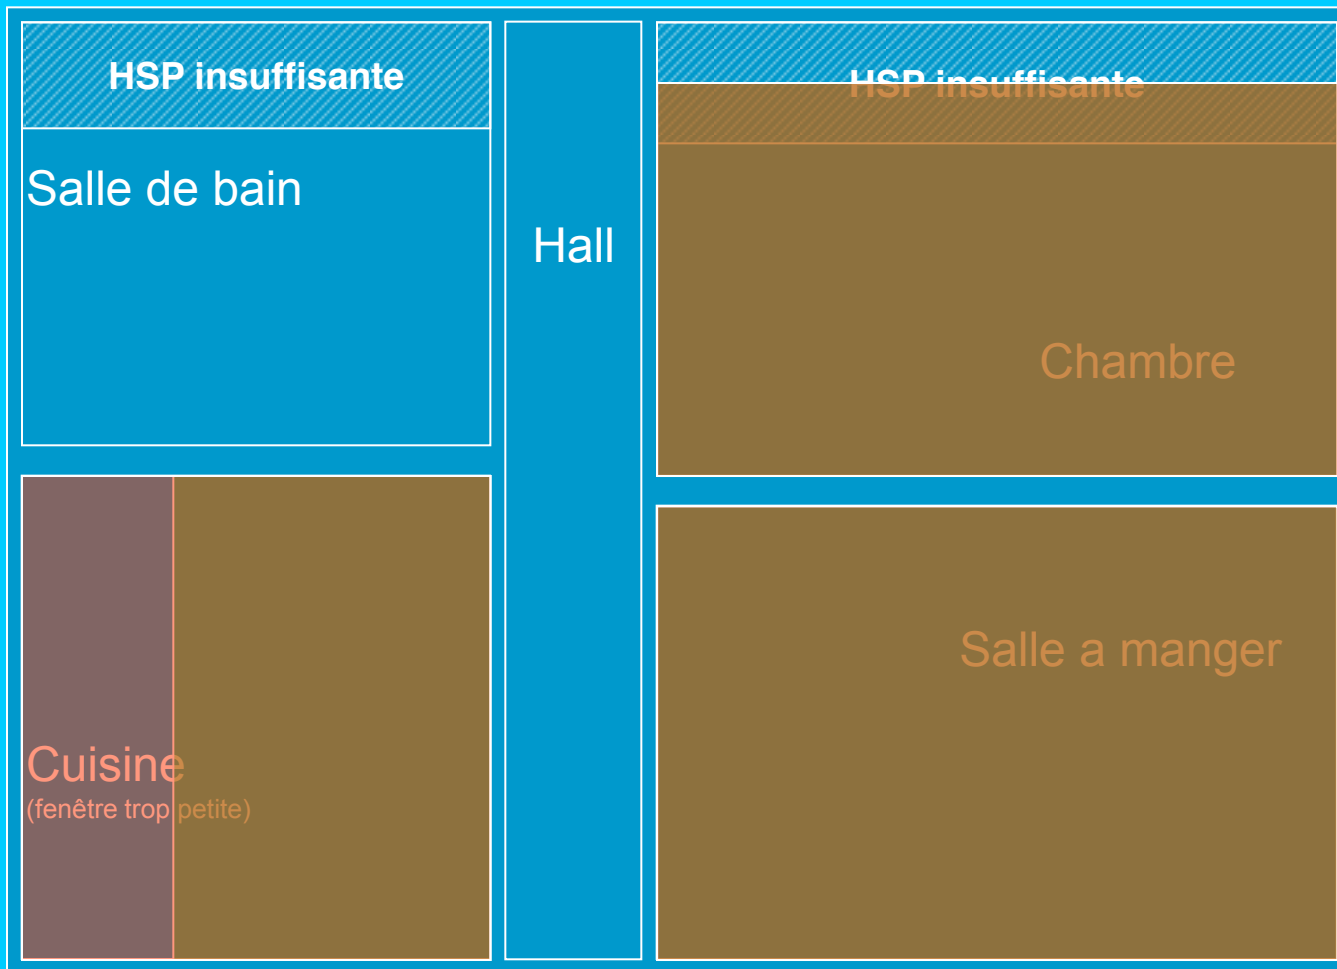 HSP insuffisante
HSP insuffisante
Salle de bain
Hall
Chambre
Salle a manger
Cuisine
(fenêtre trop petite)